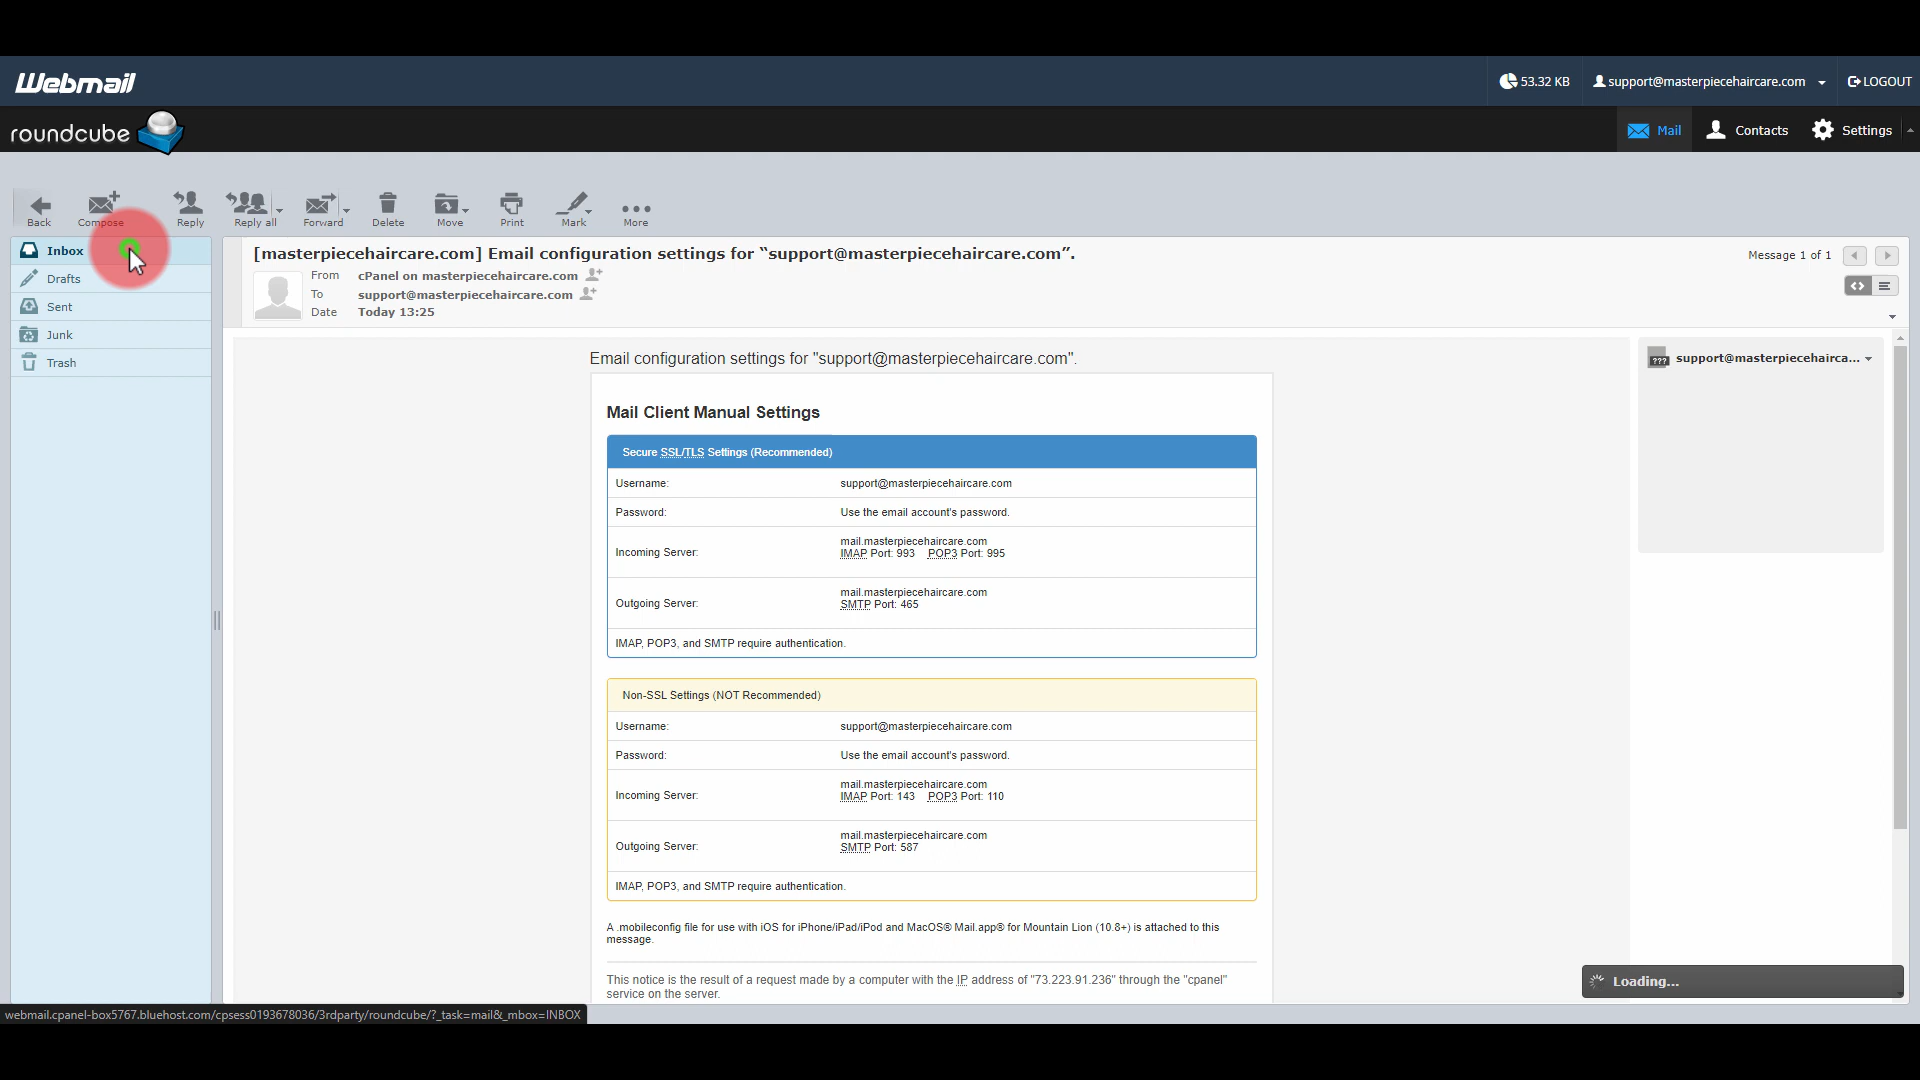 Webmail
53.32 KB
support@masterpiecehaircare.com
LOGOUT
roundcube
Mail
Contacts
Settings
Back
Compose
Reply
Reply all
Forward
Delete
Move
Print
Mark
More
Inbox
Drafts
Sent
Junk
Trash
[masterpiecehaircare.com] Email configuration settings for “support@masterpiecehaircare.com”.
Message 1 of 1
From cPanel on masterpiecehaircare.com
To support@masterpiecehaircare.com
Date Today 13:25
Email configuration settings for "support@masterpiecehaircare.com".
??? support@masterpiecehairca...
Mail Client Manual Settings
Secure SSL/TLS Settings (Recommended)
Username: support@masterpiecehaircare.com
Password: Use the email account's password.
Incoming Server: mail.masterpiecehaircare.com
IMAP Port: 993 POP3 Port: 995
Outgoing Server: mail.masterpiecehaircare.com
SMTP Port: 465
IMAP, POP3, and SMTP require authentication.
Non-SSL Settings (NOT Recommended)
Username: support@masterpiecehaircare.com
Password: Use the email account's password.
Incoming Server: mail.masterpiecehaircare.com
IMAP Port: 143 POP3 Port: 110
Outgoing Server: mail.masterpiecehaircare.com
SMTP Port: 587
IMAP, POP3, and SMTP require authentication.
A .mobileconfig file for use with iOS for iPhone/iPad/iPod and MacOS® Mail.app® for Mountain Lion (10.8+) is attached to this
message.
This notice is the result of a request made by a computer with the IP address of "73.223.91.236" through the "cpanel"
service on the server.
Loading...
webmail.cpanel-box5767.bluehost.com/cpsess0193678036/3rdparty/roundcube/?_task=mail&_mbox=INBOX